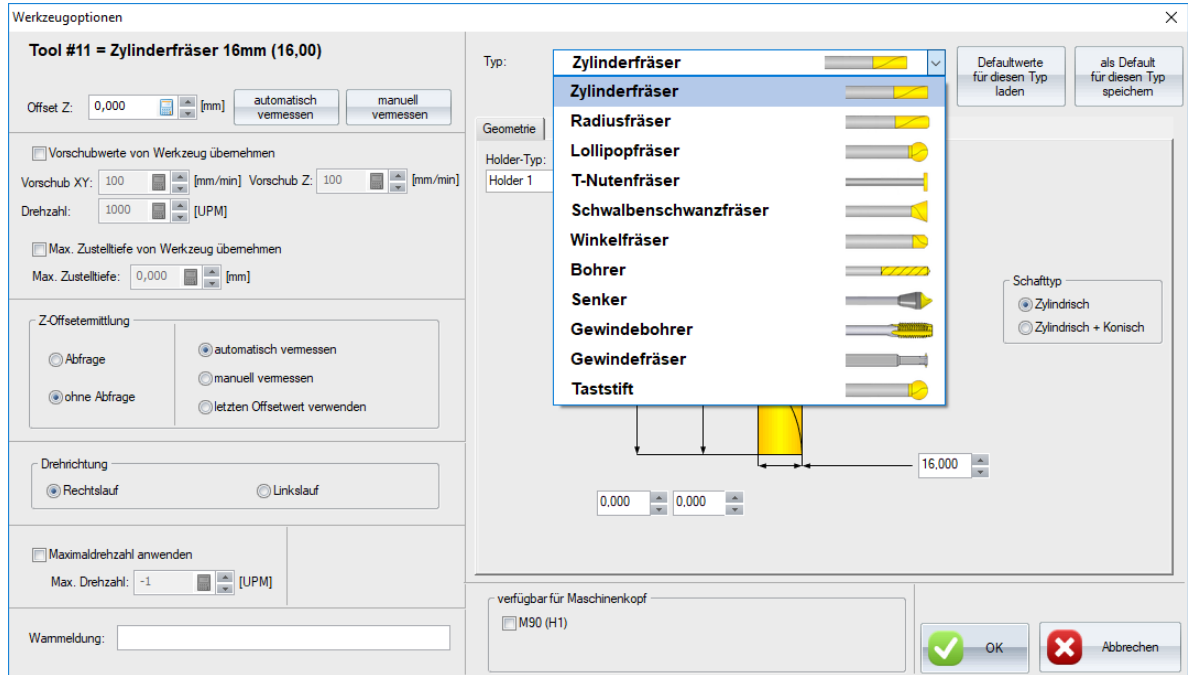 Werkzeugoptionen
Tool #11 = Zylinderfräser 16mm (16,00)
Offset Z: 0,000 [mm]
automatisch
vermessen
manuell
vermessen
Vorschubwerte von Werkzeug übernehmen
Vorschub XY: 100 [mm/min] Vorschub Z: 100 [mm/min]
Drehzahl: 1000 [UPM]
Max. Zustelltiefe von Werkzeug übernehmen
Max. Zustelltiefe: 0,000 [mm]
Z-Offsetermittlung
Abfrage
ohne Abfrage
automatisch vermessen
manuell vermessen
letzten Offsetwert verwenden
Drehrichtung
Rechtslauf
Linkslauf
Maximaldrehzahl anwenden
Max. Drehzahl: -1 [UPM]
Warnmeldung:
Typ: Zylinderfräser
Defaultwerte
für diesen Typ
laden
als Default
für diesen Typ
speichern
Zylinderfräser
Radiusfräser
Lollipopfräser
T-Nutenfräser
Schwalbenschwanzfräser
Winkelfräser
Bohrer
Senker
Gewindebohrer
Gewindefräser
Taststift
Geometrie
Holder-Typ:
Holder 1
Schafttyp
Zylindrisch
Zylindrisch + Konisch
16,000
0,000 0,000
verfügbar für Maschinenkopf
M90 (H1)
OK
Abbrechen